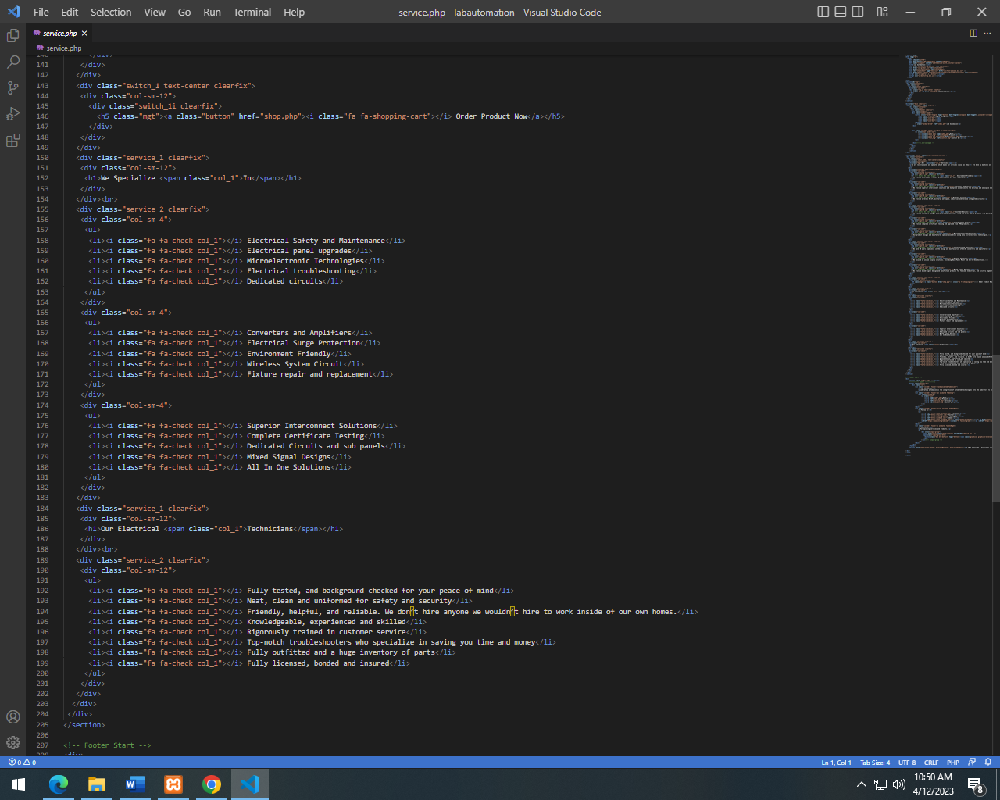 File Edit Selection View Go Run Terminal Help service.php - labautomation - Visual Studio Code
service.php
service.php
140 </div>
141 </div>
142 </div>
143 <div class="switch_1 text-center clearfix">
144 <div class="col-sm-12">
145 <div class="switch_1i clearfix">
146 <h5 class="mgt"><a class="button" href="shop.php"><i class="fa fa-shopping-cart"></i> Order Product Now</a></h5>
147 </div>
148 </div>
149 </div>
150 <div class="service_1 clearfix">
151 <div class="col-sm-12">
152 <h1>We Specialize <span class="col_1">In</span></h1>
153 </div>
154 </div><br>
155 <div class="service_2 clearfix">
156 <div class="col-sm-4">
157 <ul>
158 <li><i class="fa fa-check col_1"></i> Electrical Safety and Maintenance</li>
159 <li><i class="fa fa-check col_1"></i> Electrical panel upgrades</li>
160 <li><i class="fa fa-check col_1"></i> Microelectronic Technologies</li>
161 <li><i class="fa fa-check col_1"></i> Electrical troubleshooting</li>
162 <li><i class="fa fa-check col_1"></i> Dedicated circuits</li>
163 </ul>
164 </div>
165 <div class="col-sm-4">
166 <ul>
167 <li><i class="fa fa-check col_1"></i> Converters and Amplifiers</li>
168 <li><i class="fa fa-check col_1"></i> Electrical Surge Protection</li>
169 <li><i class="fa fa-check col_1"></i> Environment Friendly</li>
170 <li><i class="fa fa-check col_1"></i> Wireless System Circuit</li>
171 <li><i class="fa fa-check col_1"></i> Fixture repair and replacement</li>
172 </ul>
173 </div>
174 <div class="col-sm-4">
175 <ul>
176 <li><i class="fa fa-check col_1"></i> Superior Interconnect Solutions</li>
177 <li><i class="fa fa-check col_1"></i> Complete Certificate Testing</li>
178 <li><i class="fa fa-check col_1"></i> Dedicated Circuits and sub panels</li>
179 <li><i class="fa fa-check col_1"></i> Mixed Signal Designs</li>
180 <li><i class="fa fa-check col_1"></i> All In One Solutions</li>
181 </ul>
182 </div>
183 </div>
184 <div class="service_1 clearfix">
185 <div class="col-sm-12">
186 <h1>Our Electrical <span class="col_1">Technicians</span></h1>
187 </div>
188 </div><br>
189 <div class="service_2 clearfix">
190 <div class="col-sm-12">
191 <ul>
192 <li><i class="fa fa-check col_1"></i> Fully tested, and background checked for your peace of mind</li>
193 <li><i class="fa fa-check col_1"></i> Neat, clean and uniformed for safety and security</li>
194 <li><i class="fa fa-check col_1"></i> Friendly, helpful, and reliable. We don’t hire anyone we wouldn’t hire to work inside of our own homes.</li>
195 <li><i class="fa fa-check col_1"></i> Knowledgeable, experienced and skilled</li>
196 <li><i class="fa fa-check col_1"></i> Rigorously trained in customer service</li>
197 <li><i class="fa fa-check col_1"></i> Top-notch troubleshooters who specialize in saving you time and money</li>
198 <li><i class="fa fa-check col_1"></i> Fully outfitted and a huge inventory of parts</li>
199 <li><i class="fa fa-check col_1"></i> Fully licensed, bonded and insured</li>
200 </ul>
201 </div>
202 </div>
203 </div>
204 </div>
205 </section>
206
207 <!-- Footer Start -->
208 <div>
0 0 Ln 1, Col 1 Tab Size: 4 UTF-8 CRLF PHP
10:50 AM
4/12/2023
8